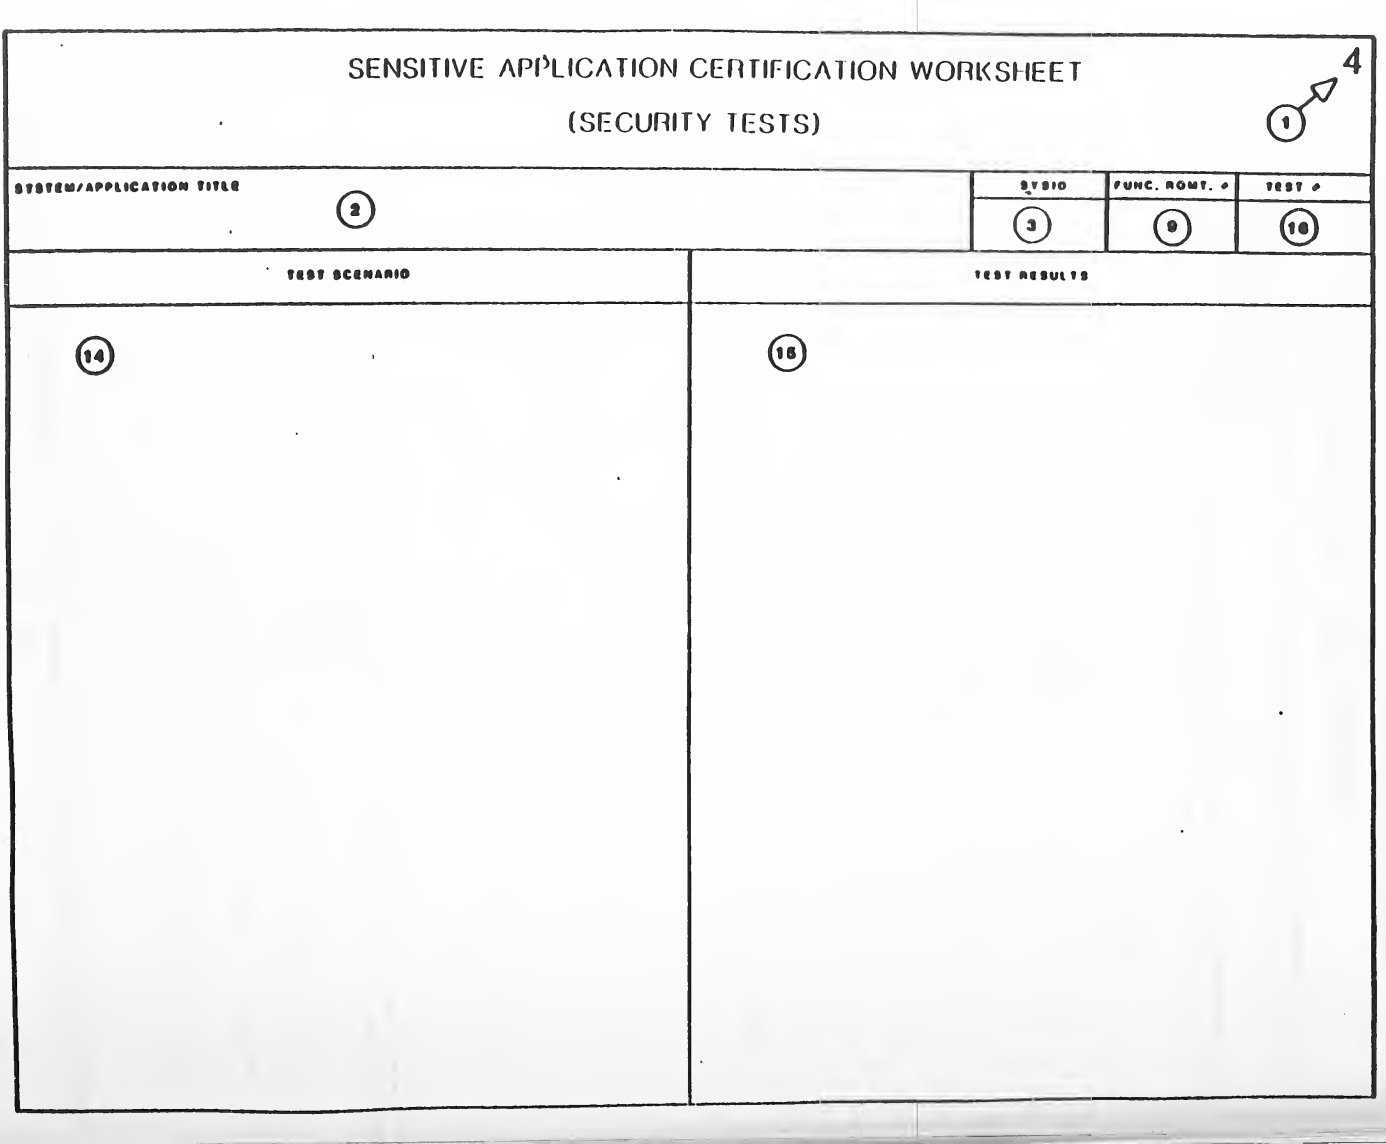 SENSITIVE APPLICATION CERTIFICATION WORKSHEET
4
(SECURITY TESTS)
1
SYSTEM/APPLICATION TITLE
SYSID
FUNC. RQMT. #
TEST #
2
3
9
16
TEST SCENARIO
TEST RESULTS
14
15